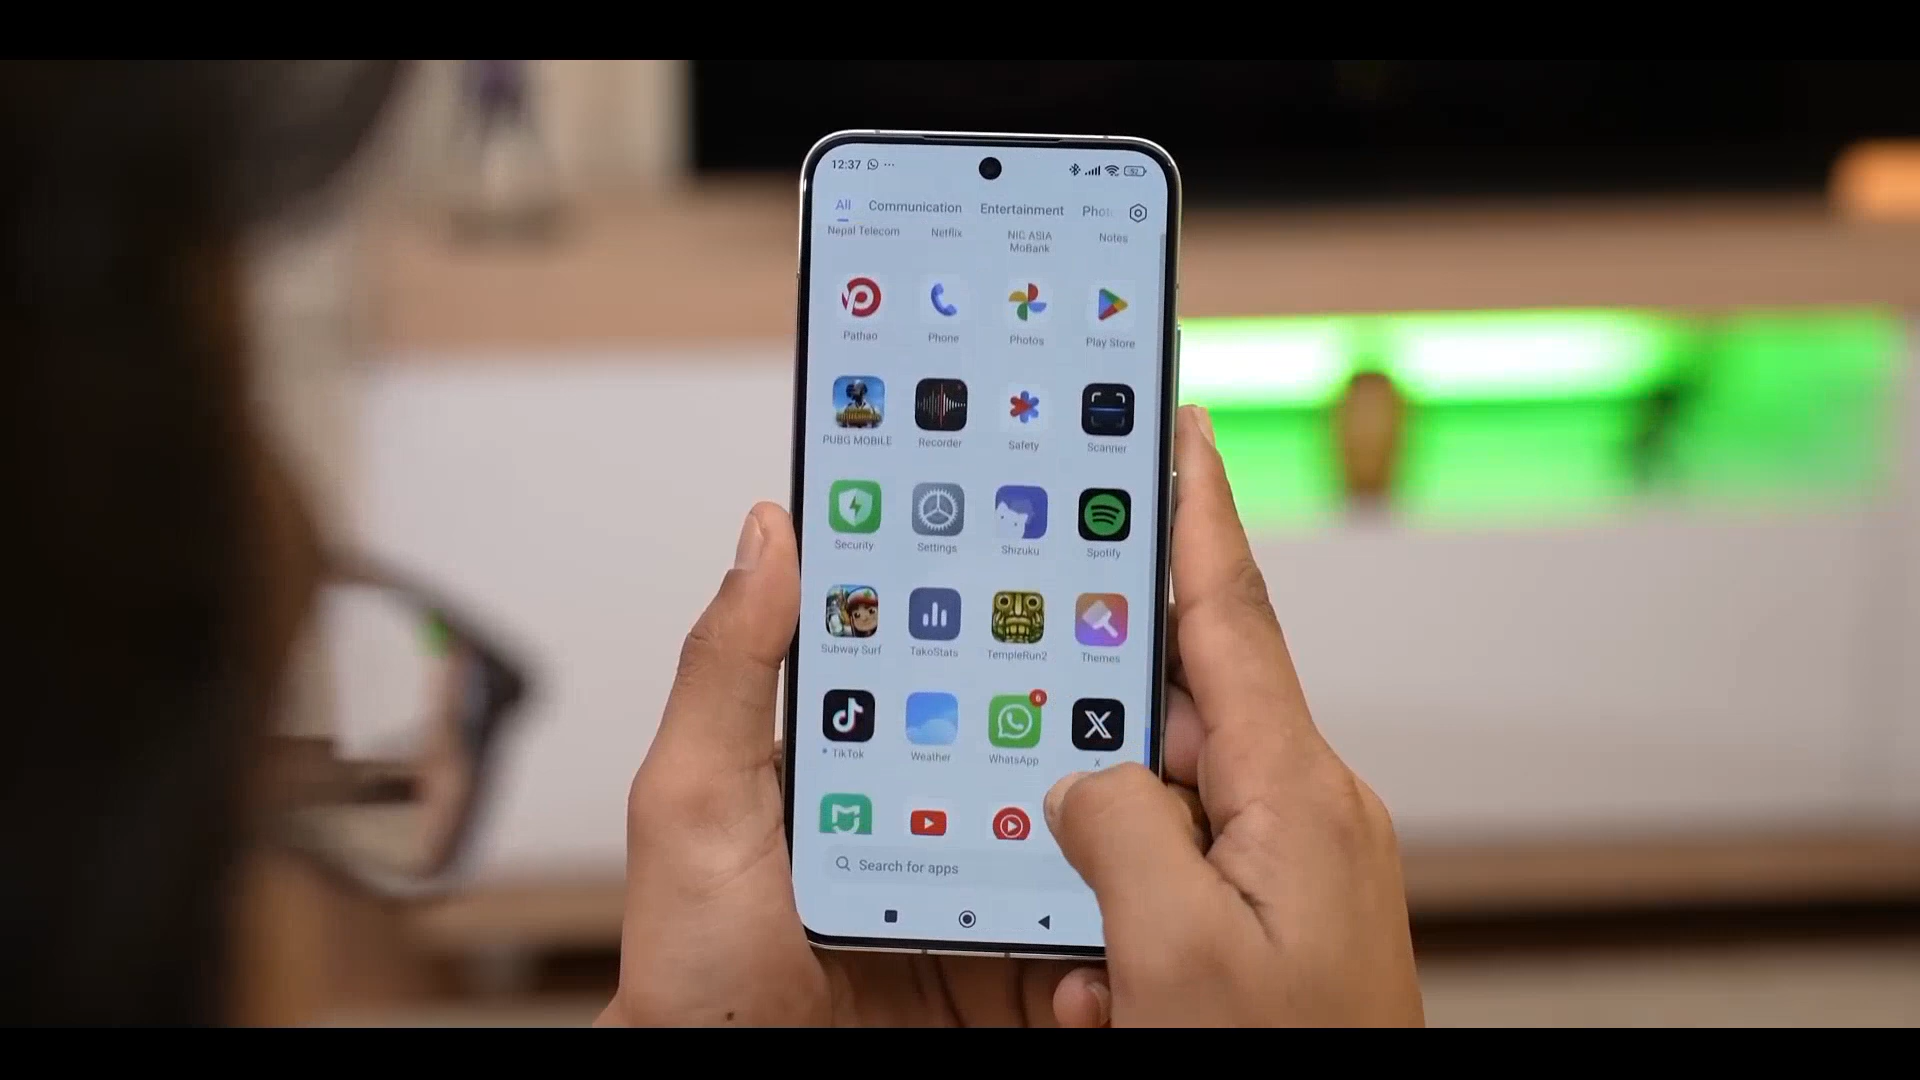 12:37
All Communication Entertainment Phot
Nepal Telecom Netflix NIC ASIA MoBank Notes
Pathao Phone Photos Play Store
PUBG MOBILE Recorder Safety Scanner
Security Settings Shizuku Spotify
Subway Surf TakoStats TempleRun2 Themes
6
TikTok Weather WhatsApp X
Search for apps